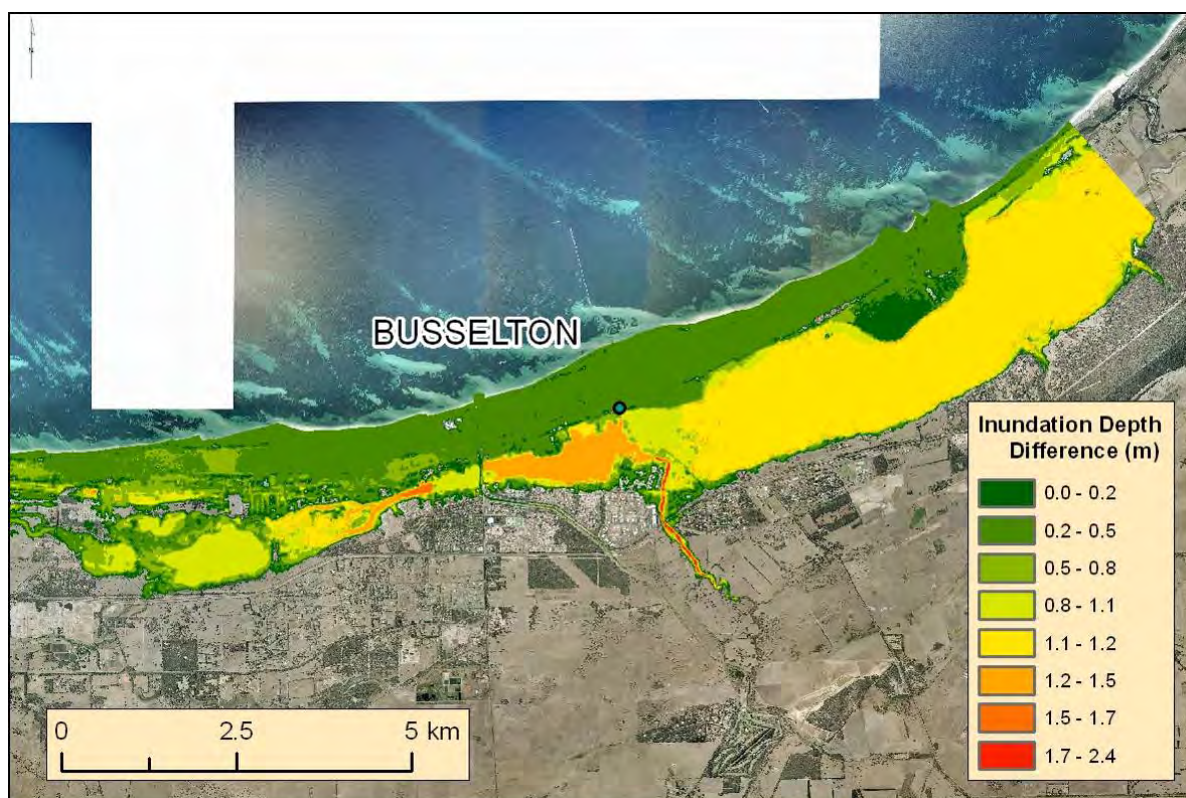 BUSSELTON
Inundation Depth
Difference (m)
0.0 - 0.2
0.2 - 0.5
0.5 - 0.8
0.8 - 1.1
1.1 - 1.2
1.2 - 1.5
1.5 - 1.7
1.7 - 2.4
0 2.5 5 km